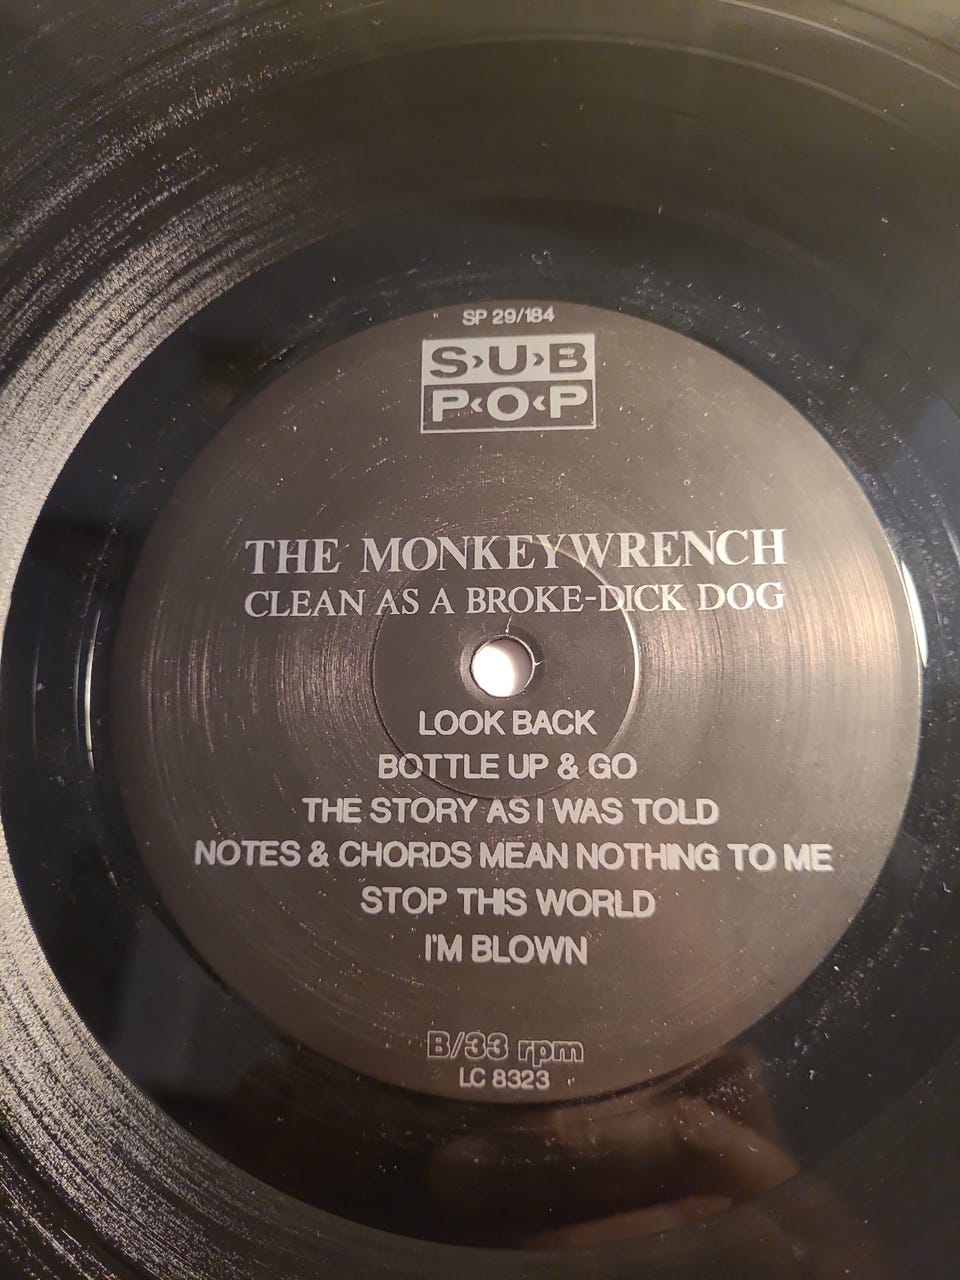 SP 29/184
S›U›B
P‹O‹P
THE MONKEYWRENCH
CLEAN AS A BROKE-DICK DOG
LOOK BACK
BOTTLE UP & GO
THE STORY AS I WAS TOLD
NOTES & CHORDS MEAN NOTHING TO ME
STOP THIS WORLD
I'M BLOWN
B/33 rpm
LC 8323